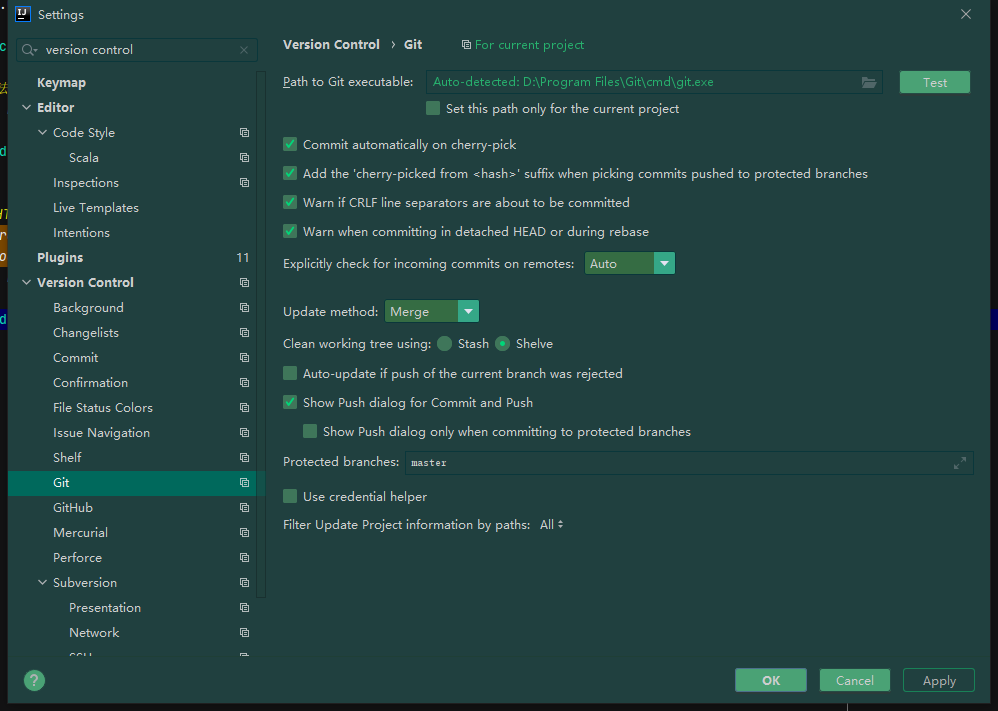 Settings
version control
Version Control › Git
For current project
Keymap
Editor
Code Style
Scala
Inspections
Live Templates
Intentions
Plugins 11
Version Control
Background
Changelists
Commit
Confirmation
File Status Colors
Issue Navigation
Shelf
Git
GitHub
Mercurial
Perforce
Subversion
Presentation
Network
Path to Git executable: Auto-detected: D:\Program Files\Git\cmd\git.exe Test
Set this path only for the current project
Commit automatically on cherry-pick
Add the 'cherry-picked from <hash>' suffix when picking commits pushed to protected branches
Warn if CRLF line separators are about to be committed
Warn when committing in detached HEAD or during rebase
Explicitly check for incoming commits on remotes: Auto
Update method: Merge
Clean working tree using: Stash Shelve
Auto-update if push of the current branch was rejected
Show Push dialog for Commit and Push
Show Push dialog only when committing to protected branches
Protected branches: master
Use credential helper
Filter Update Project information by paths: All
? OK Cancel Apply